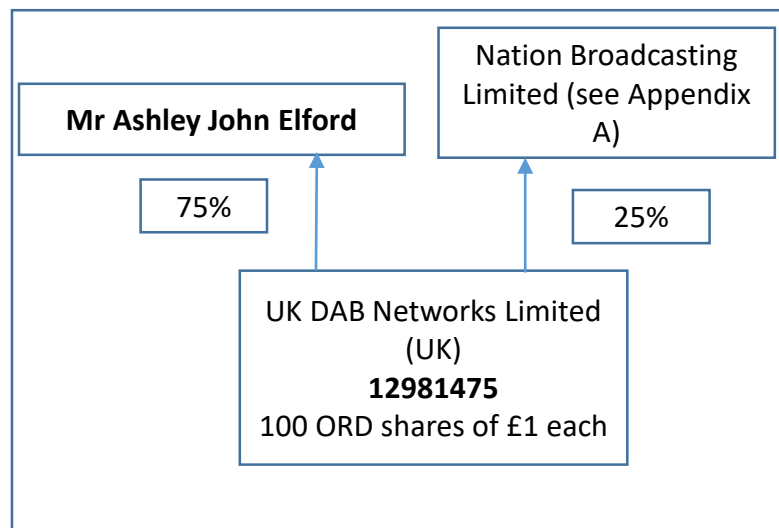 Mr Ashley John Elford
Nation Broadcasting
Limited (see Appendix
A)
75%
25%
UK DAB Networks Limited
(UK)
12981475
100 ORD shares of £1 each